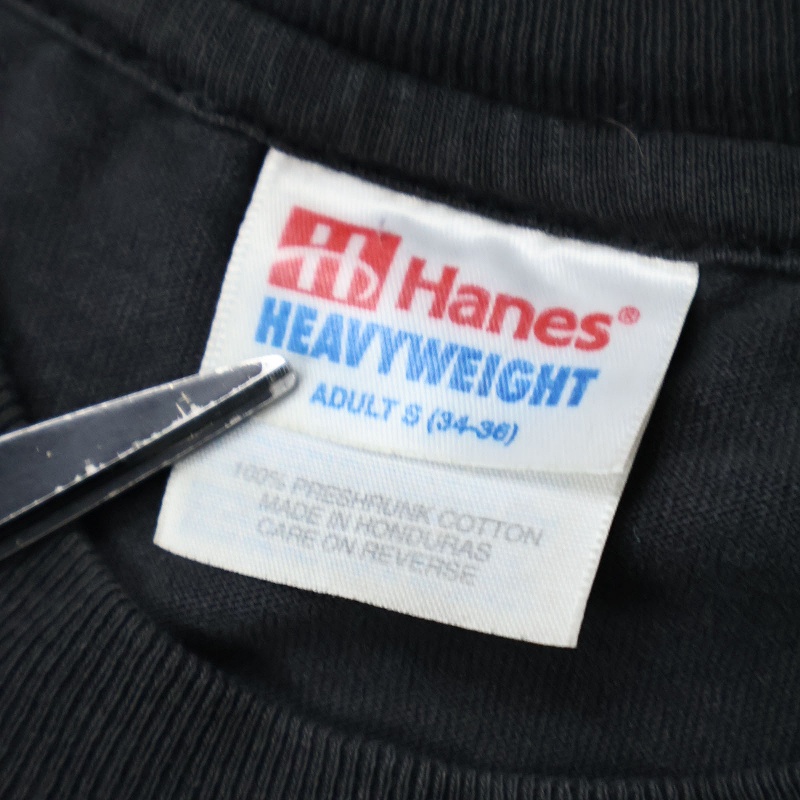 Hanes®
HEAVYWEIGHT
ADULT S (34-36)
100% PRESHRUNK COTTON
MADE IN HONDURAS
CARE ON REVERSE